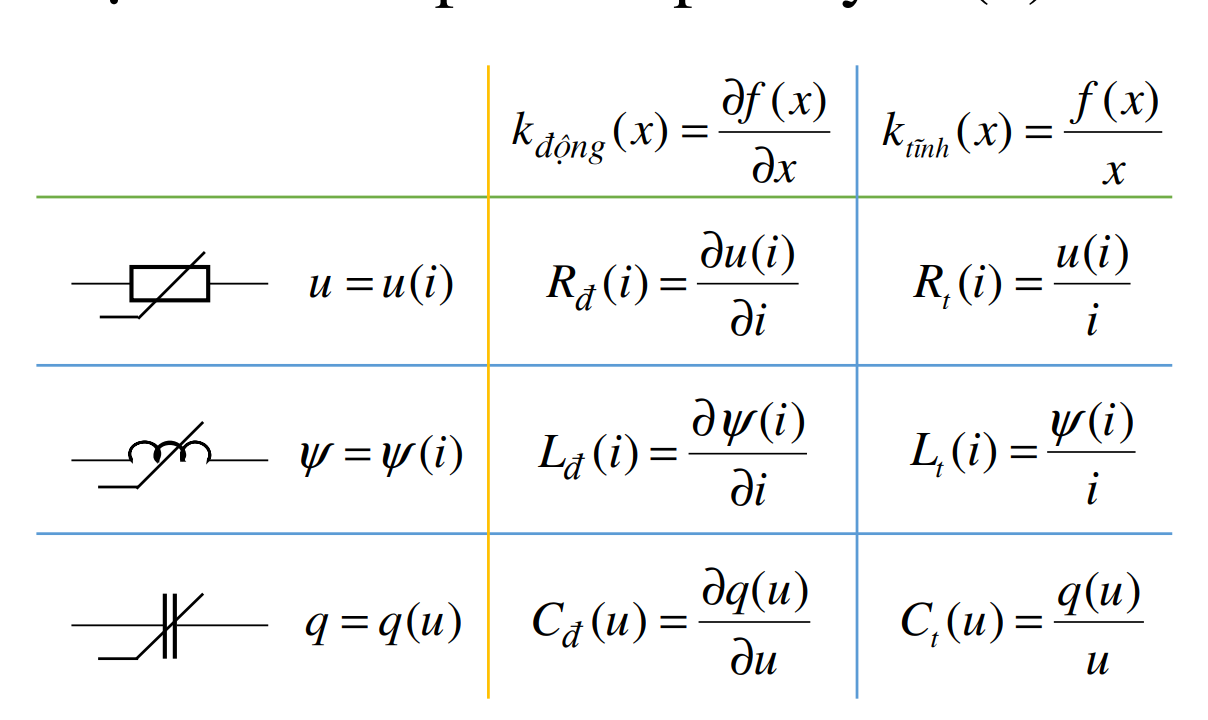 k_động(x) = ∂f(x)/∂x k_tĩnh(x) = f(x)/x
u = u(i) R_đ(i) = ∂u(i)/∂i R_t(i) = u(i)/i
ψ = ψ(i) L_đ(i) = ∂ψ(i)/∂i L_t(i) = ψ(i)/i
q = q(u) C_đ(u) = ∂q(u)/∂u C_t(u) = q(u)/u